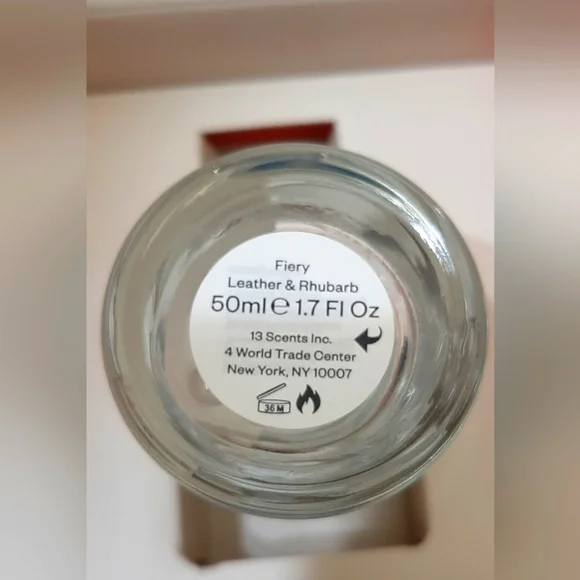 Fiery
Leather & Rhubarb
50ml ℮ 1.7 Fl Oz
13 Scents Inc.
4 World Trade Center
New York, NY 10007
36 M